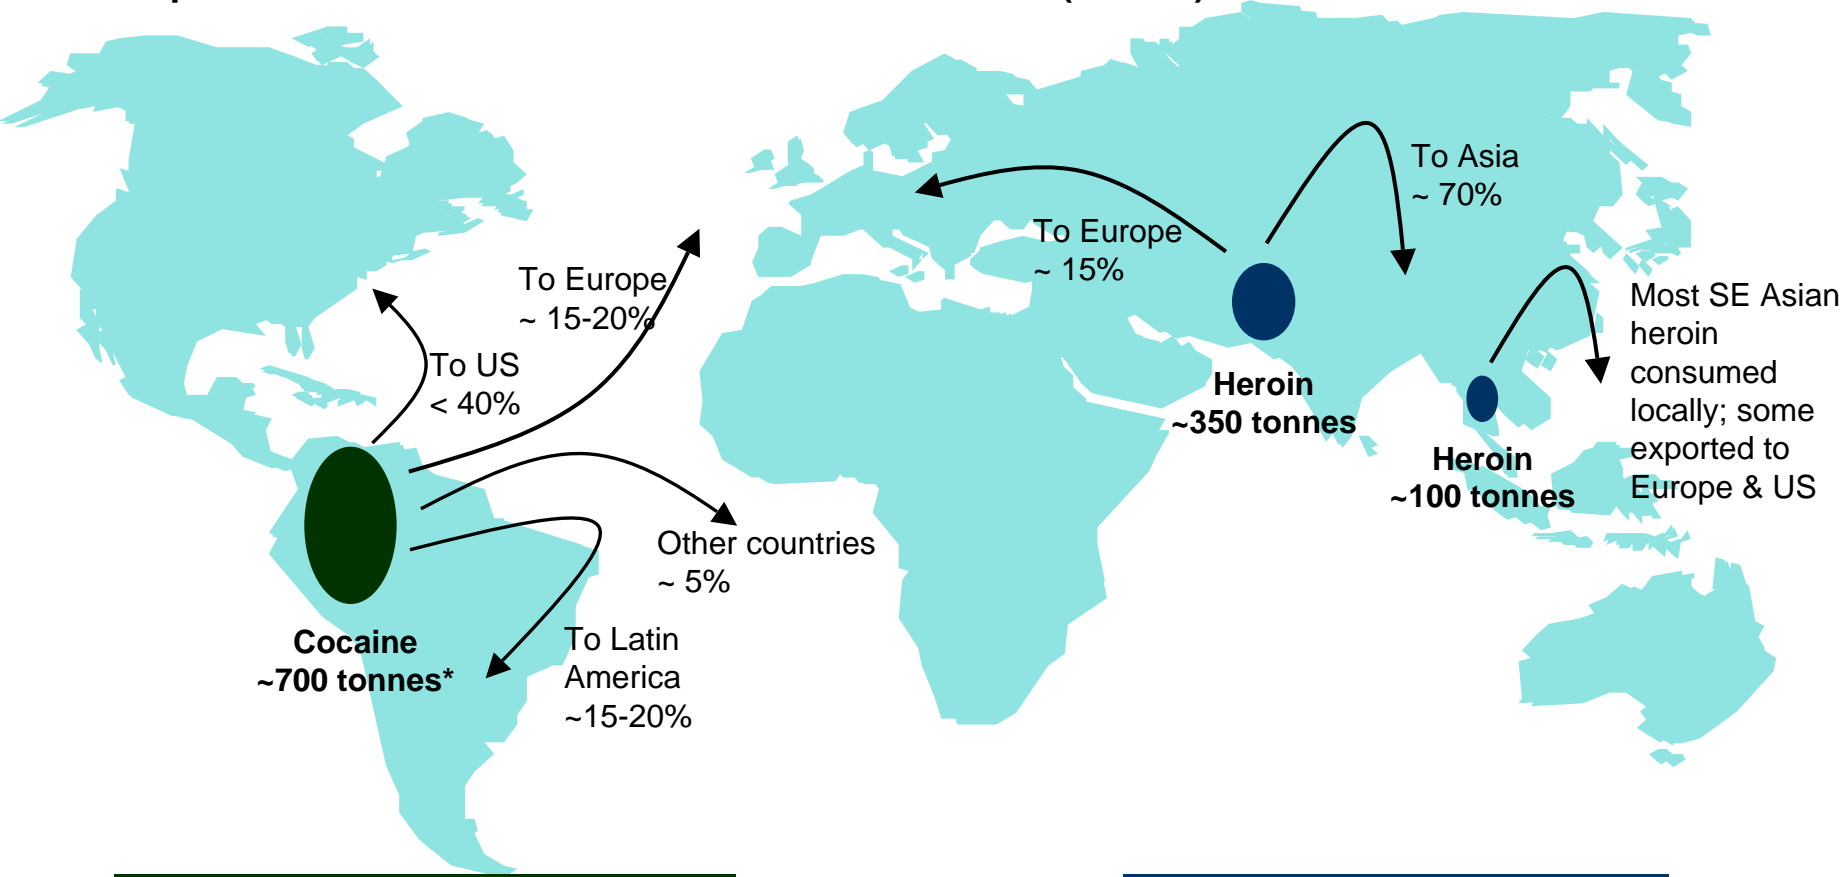 To Asia
~ 70%
To Europe
~ 15%
To Europe
~ 15-20%
To US
< 40%
Most SE Asian
heroin
consumed
locally; some
exported to
Europe & US
Heroin
~350 tonnes
Heroin
~100 tonnes
Other countries
~ 5%
Cocaine
~700 tonnes*
To Latin
America
~15-20%